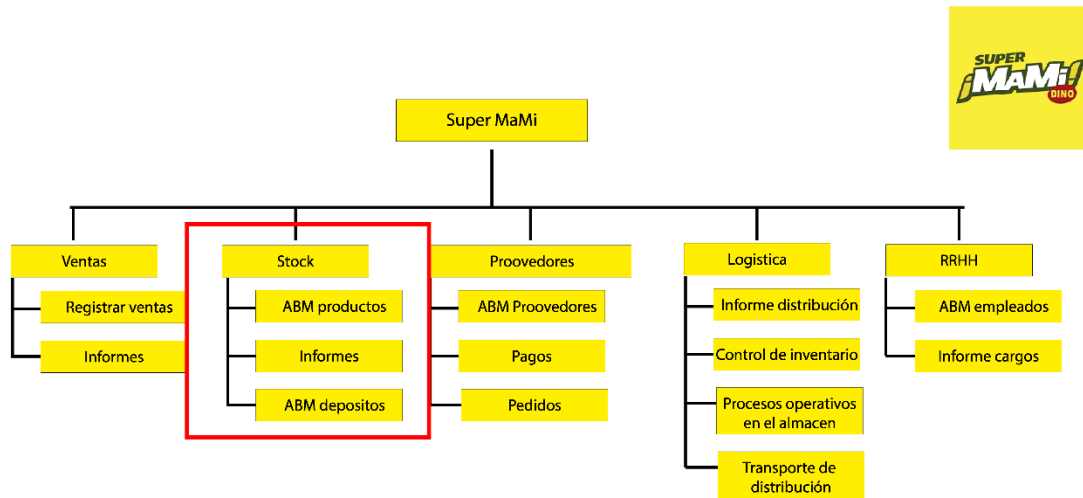 SUPER
¡MaMi!
DINO
Super MaMi
Ventas
Registrar ventas
Informes
Stock
ABM productos
Informes
ABM depositos
Proovedores
ABM Proovedores
Pagos
Pedidos
Logistica
Informe distribución
Control de inventario
Procesos operativos
en el almacen
Transporte de
distribución
RRHH
ABM empleados
Informe cargos